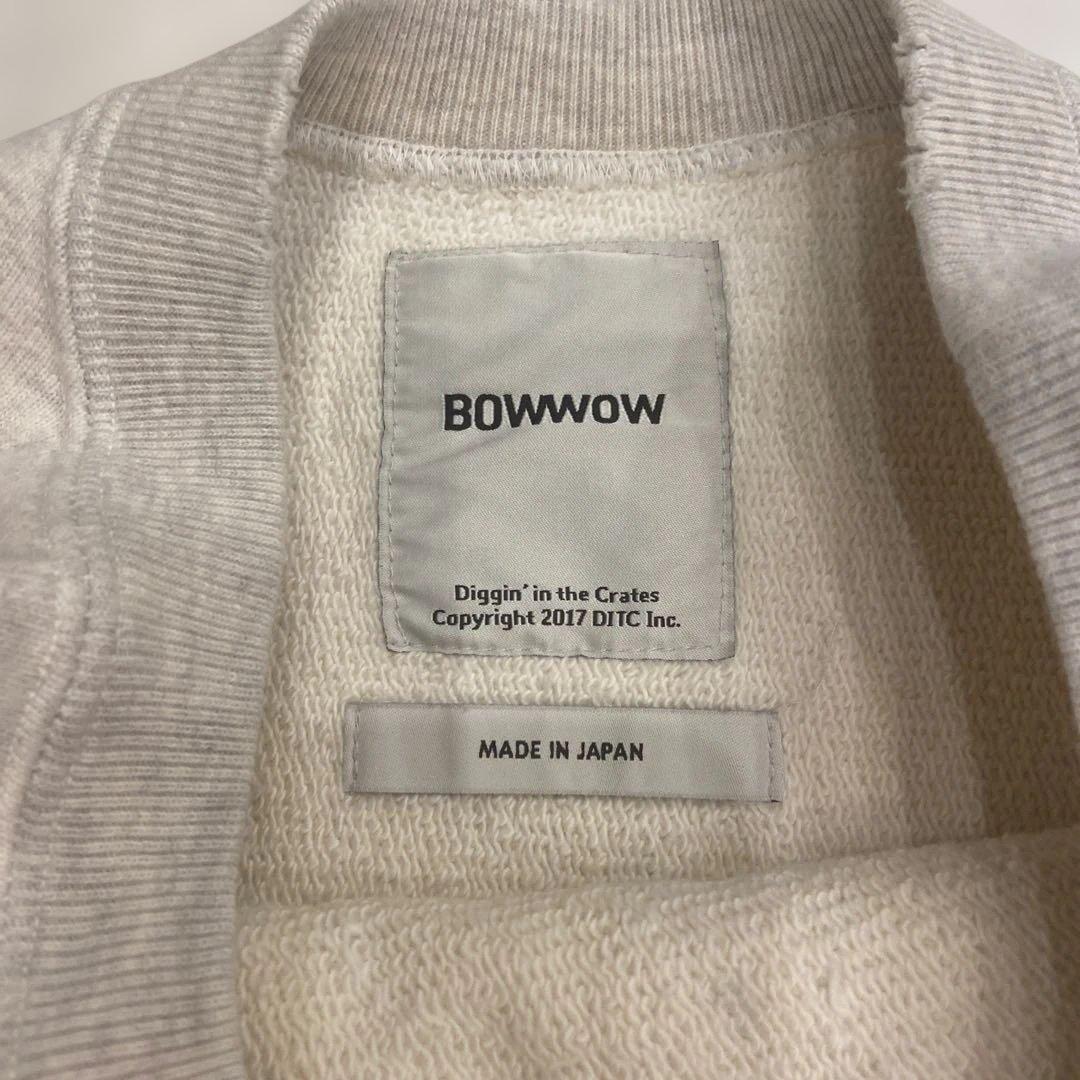 BOWWOW
Diggin' in the Crates
Copyright 2017 DITC Inc.
MADE IN JAPAN